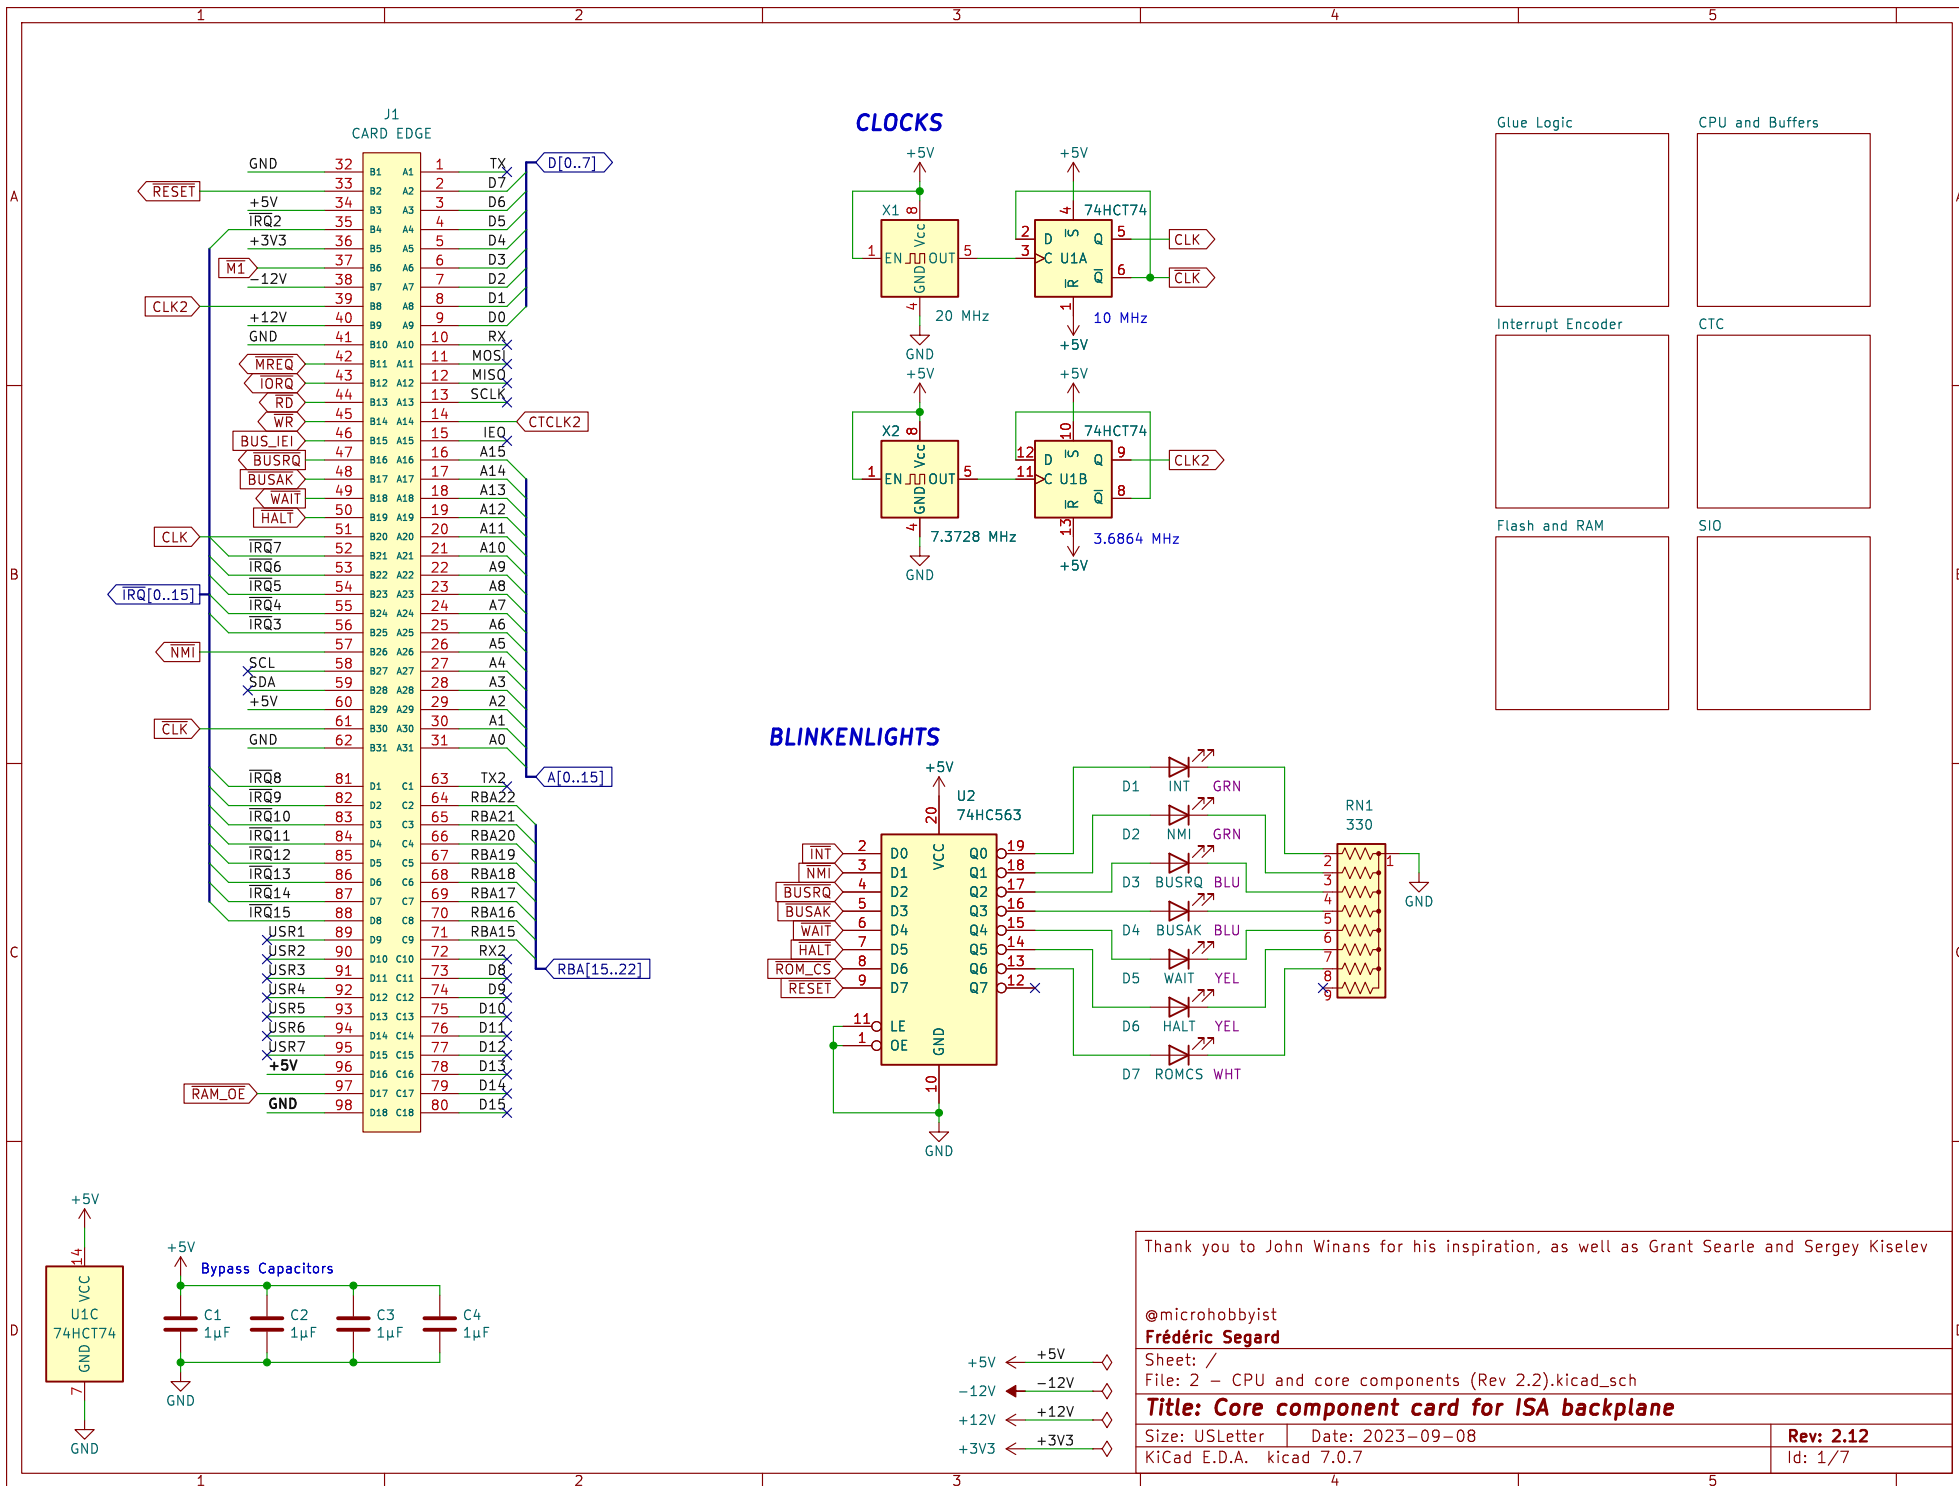 1 2 3 4 5
A
B
C
D
J1
CARD EDGE
GND 32 B1 A1 1 TX
RESET 33 B2 A2 2 D7
+5V 34 B3 A3 3 D6
IRQ2 35 B4 A4 4 D5
+3V3 36 B5 A5 5 D4
M1 37 B6 A6 6 D3
-12V 38 B7 A7 7 D2
CLK2 39 B8 A8 8 D1
+12V 40 B9 A9 9 D0
GND 41 B10 A10 10 RX
MREQ 42 B11 A11 11 MOSI
IORQ 43 B12 A12 12 MISO
RD 44 B13 A13 13 SCLK
WR 45 B14 A14 14 CTCLK2
BUS_IEI 46 B15 A15 15 IEO
BUSRQ 47 B16 A16 16 A15
BUSAK 48 B17 A17 17 A14
WAIT 49 B18 A18 18 A13
HALT 50 B19 A19 19 A12
CLK 51 B20 A20 20 A11
IRQ7 52 B21 A21 21 A10
IRQ6 53 B22 A22 22 A9
IRQ5 54 B23 A23 23 A8
IRQ4 55 B24 A24 24 A7
IRQ3 56 B25 A25 25 A6
NMI 57 B26 A26 26 A5
SCL 58 B27 A27 27 A4
SDA 59 B28 A28 28 A3
+5V 60 B29 A29 29 A2
CLK 61 B30 A30 30 A1
GND 62 B31 A31 31 A0
IRQ8 81 D1 C1 63 TX2
IRQ9 82 D2 C2 64 RBA22
IRQ10 83 D3 C3 65 RBA21
IRQ11 84 D4 C4 66 RBA20
IRQ12 85 D5 C5 67 RBA19
IRQ13 86 D6 C6 68 RBA18
IRQ14 87 D7 C7 69 RBA17
IRQ15 88 D8 C8 70 RBA16
USR1 89 D9 C9 71 RBA15
USR2 90 D10 C10 72 RX2
USR3 91 D11 C11 73 D8
USR4 92 D12 C12 74 D9
USR5 93 D13 C13 75 D10
USR6 94 D14 C14 76 D11
USR7 95 D15 C15 77 D12
+5V 96 D16 C16 78 D13
RAM_OE 97 D17 C17 79 D14
GND 98 D18 C18 80 D15
D[0..7]
IRQ[0..15]
A[0..15]
RBA[15..22]
CLOCKS
+5V +5V
X1 8 4 74HCT74
Vcc S
2 D Q 5 CLK
1 EN OUT 5 3 C U1A
GND R Q 6 CLK
4 1
20 MHz 10 MHz
GND +5V
+5V +5V
X2 8 10 74HCT74
Vcc S
12 D Q 9 CLK2
1 EN OUT 5 11 C U1B
GND R Q 8
4 13
7.3728 MHz 3.6864 MHz
GND +5V
Glue Logic CPU and Buffers
Interrupt Encoder CTC
Flash and RAM SIO
BLINKENLIGHTS
+5V
U2
20 74HC563
VCC
INT 2 D0 Q0 19
NMI 3 D1 Q1 18
BUSRQ 4 D2 Q2 17
BUSAK 5 D3 Q3 16
WAIT 6 D4 Q4 15
HALT 7 D5 Q5 14
ROM_CS 8 D6 Q6 13
RESET 9 D7 Q7 12
11 LE
1 OE
GND
10
GND
D1 INT GRN
D2 NMI GRN
D3 BUSRQ BLU
D4 BUSAK BLU
D5 WAIT YEL
D6 HALT YEL
D7 ROMCS WHT
RN1
330
2 1
3
4
5
6
7
8
9
GND
+5V
14
VCC
U1C
74HCT74
GND
7
GND
+5V
Bypass Capacitors
C1 C2 C3 C4
1µF 1µF 1µF 1µF
GND
+5V +5V
-12V -12V
+12V +12V
+3V3 +3V3
Thank you to John Winans for his inspiration, as well as Grant Searle and Sergey Kiselev
@microhobbyist
Frédéric Segard
Sheet: /
File: 2 - CPU and core components (Rev 2.2).kicad_sch
Title: Core component card for ISA backplane
Size: USLetter Date: 2023-09-08 Rev: 2.12
KiCad E.D.A. kicad 7.0.7 Id: 1/7
1 2 3 4 5